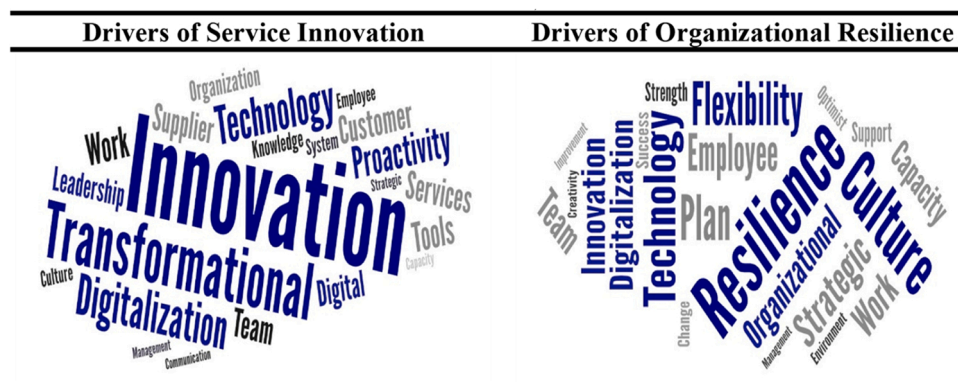 Drivers of Service Innovation
Drivers of Organizational Resilience
Organization
Technology
Employee
Supplier
Customer
Knowledge
System
Work
Innovation
Proactivity
Strategic
Leadership
Services
Transformational
Tools
Capacity
Culture
Digitalization
Digital
Team
Management
Communication
Strength
Flexibility
Optimist
Support
Success
Improvement
Creativity
Innovation
Digitalization
Technology
Employee
Resilience
Culture
Capacity
Team
Plan
Organizational
Strategic
Work
Change
Management
Environment